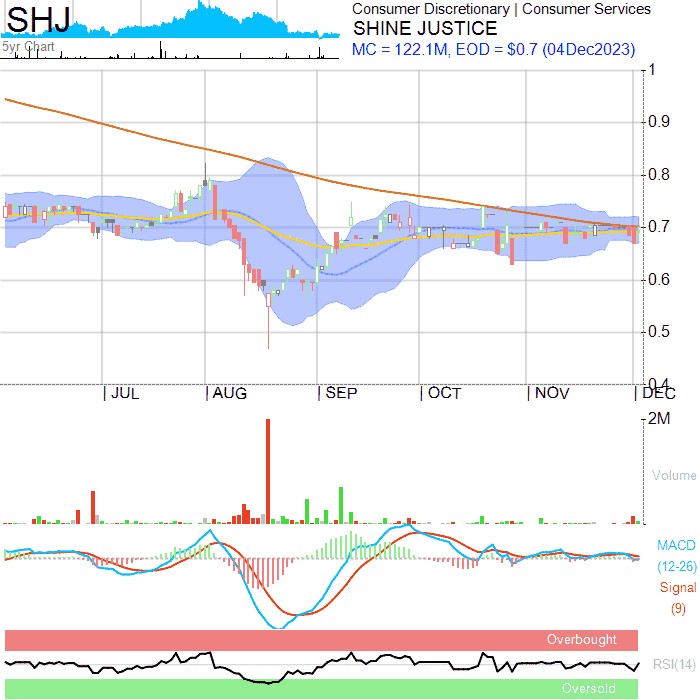 SHJ
5yr Chart
Consumer Discretionary | Consumer Services
SHINE JUSTICE
MC = 122.1M, EOD = $0.7 (04Dec2023)
1
0.9
0.8
0.7
0.6
0.5
0.4
JUL
AUG
SEP
OCT
NOV
DEC
2M
Volume
MACD
(12-26)
Signal
(9)
Overbought
RSI(14)
Oversold